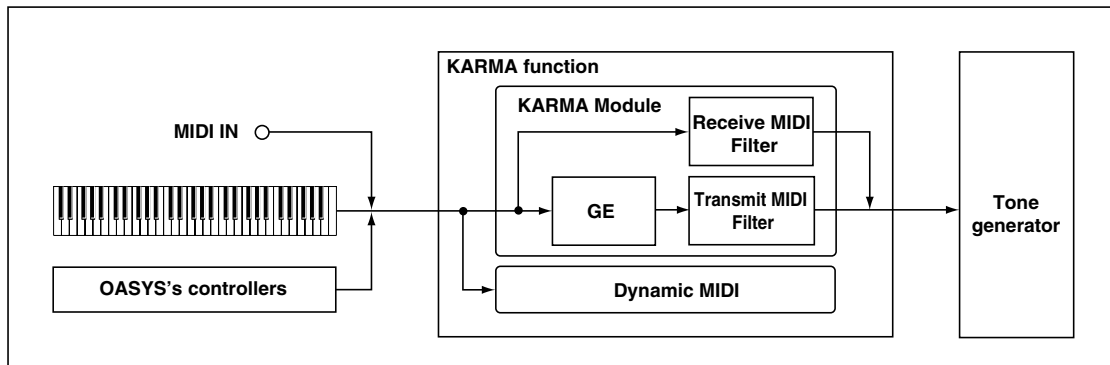 KARMA function
KARMA Module
MIDI IN
Receive MIDI
Filter
GE
Transmit MIDI
Filter
Tone
generator
OASYS's controllers
Dynamic MIDI